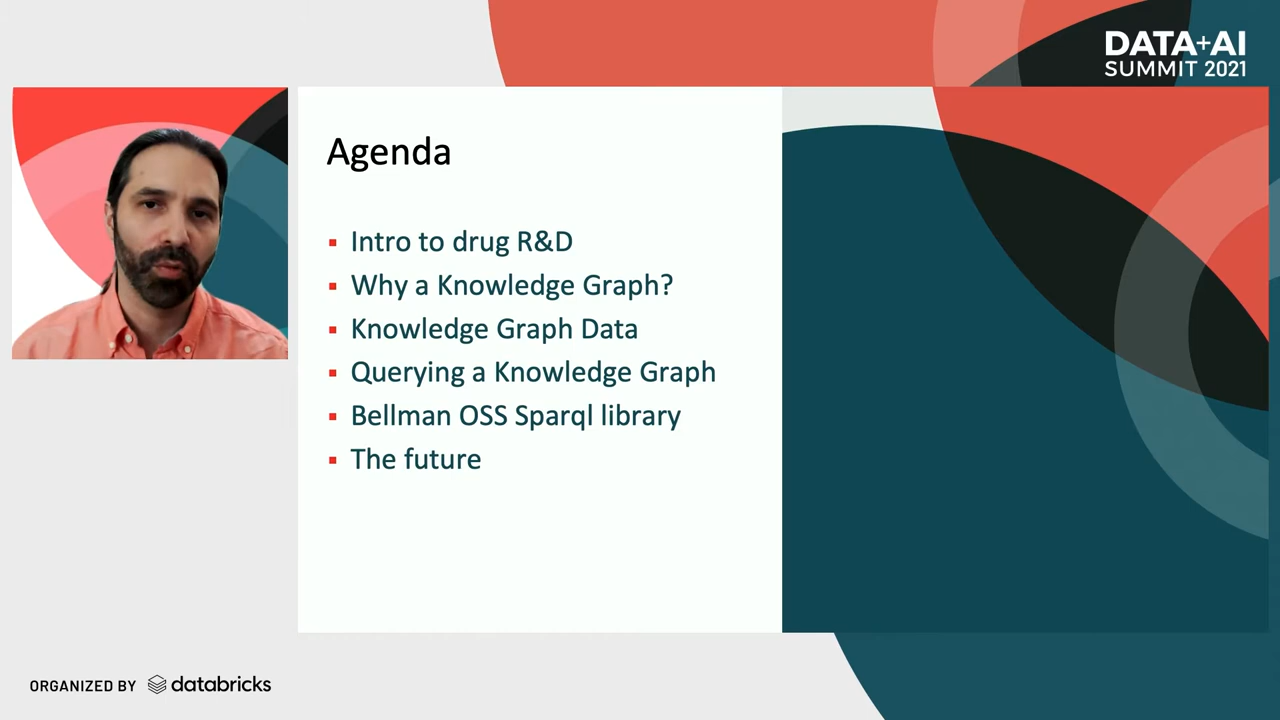 DATA+AI
SUMMIT 2021
Agenda
Intro to drug R&D
Why a Knowledge Graph?
Knowledge Graph Data
Querying a Knowledge Graph
Bellman OSS Sparql library
The future
ORGANIZED BY databricks